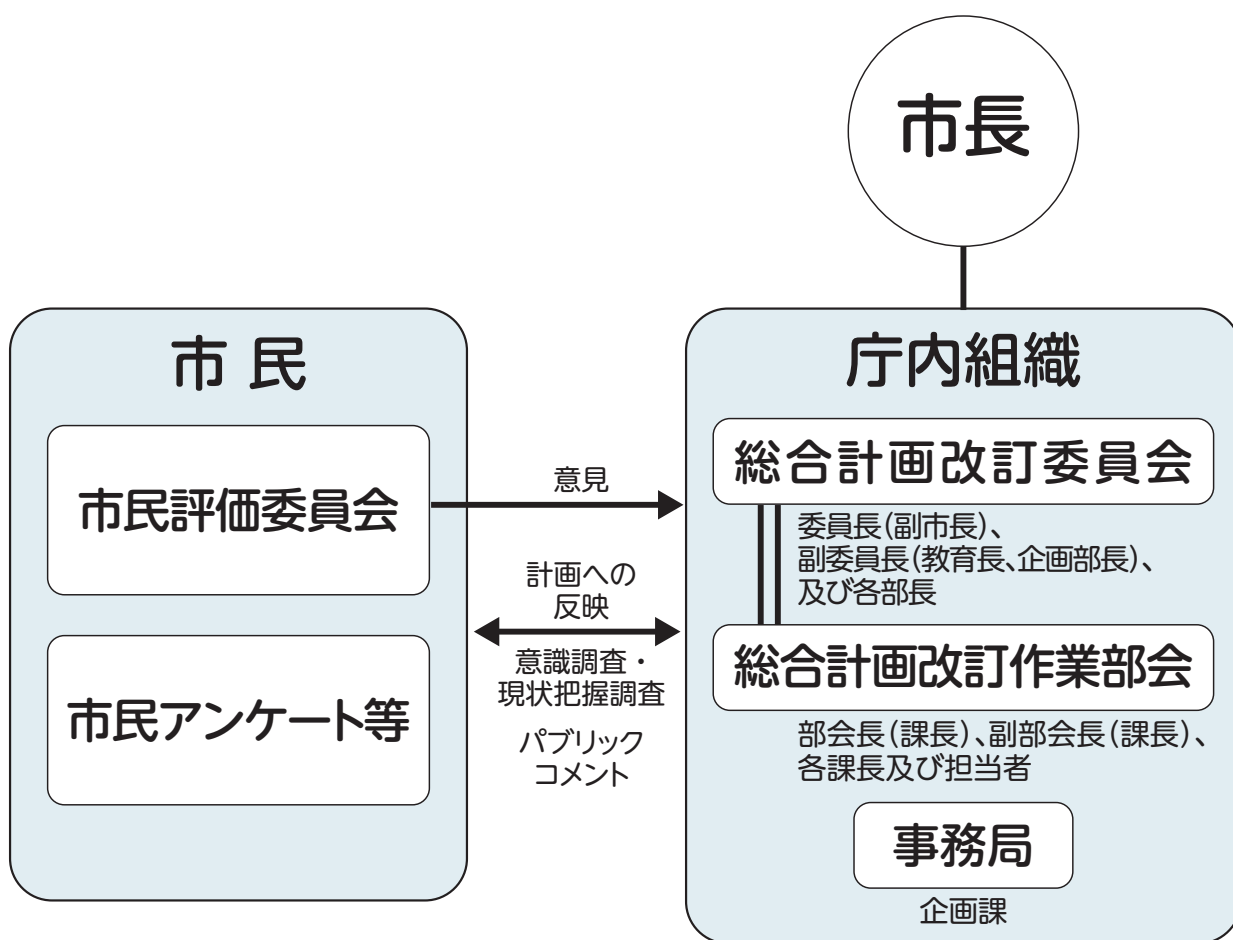 市長
市 民
市民評価委員会
市民アンケート等
意見
計画への
反映
意識調査・
現状把握調査
パブリック
コメント
庁内組織
総合計画改訂委員会
委員長(副市長)、
副委員長(教育長、企画部長)、
及び各部長
総合計画改訂作業部会
部会長(課長)、副部会長(課長)、
各課長及び担当者
事務局
企画課